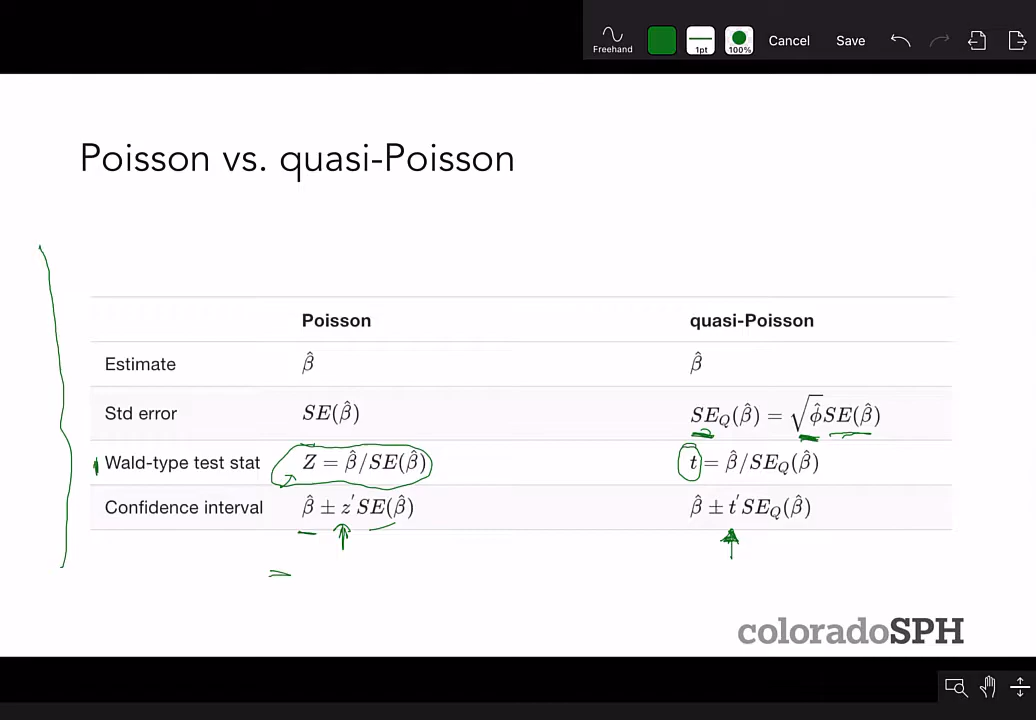 Freehand 1pt 100% Cancel Save
Poisson vs. quasi-Poisson
Poisson quasi-Poisson
Estimate β̂ β̂
Std error SE(β̂) SE_Q(β̂) = √φ̂ SE(β̂)
Wald-type test stat Z = β̂/SE(β̂) t = β̂/SE_Q(β̂)
Confidence interval β̂ ± z′SE(β̂) β̂ ± t′SE_Q(β̂)
coloradoSPH